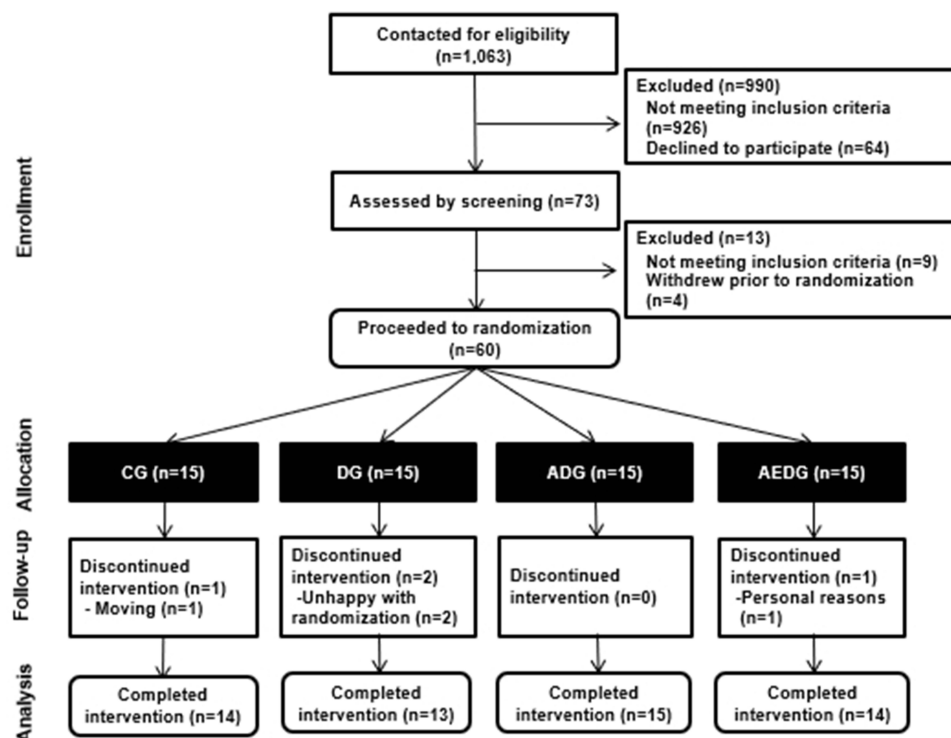 Contacted for eligibility
(n=1,063)
Excluded (n=990)
Not meeting inclusion criteria
(n=926)
Declined to participate (n=64)
Enrollment
Assessed by screening (n=73)
Excluded (n=13)
Not meeting inclusion criteria (n=9)
Withdrew prior to randomization
(n=4)
Proceeded to randomization
(n=60)
Allocation
CG (n=15)
DG (n=15)
ADG (n=15)
AEDG (n=15)
Follow-up
Discontinued
intervention (n=1)
- Moving (n=1)
Discontinued
intervention (n=2)
-Unhappy with
randomization (n=2)
Discontinued
intervention (n=0)
Discontinued
intervention (n=1)
-Personal reasons
(n=1)
Analysis
Completed
intervention (n=14)
Completed
intervention (n=13)
Completed
intervention (n=15)
Completed
intervention (n=14)